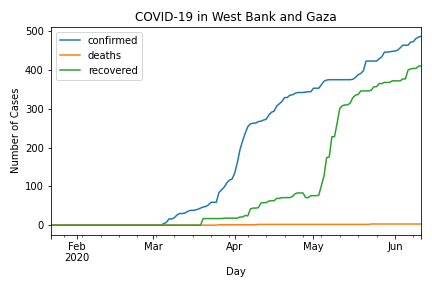 COVID-19 in West Bank and Gaza
confirmed
deaths
recovered
Number of Cases
500
400
300
200
100
0
Feb Mar Apr May Jun
2020
Day